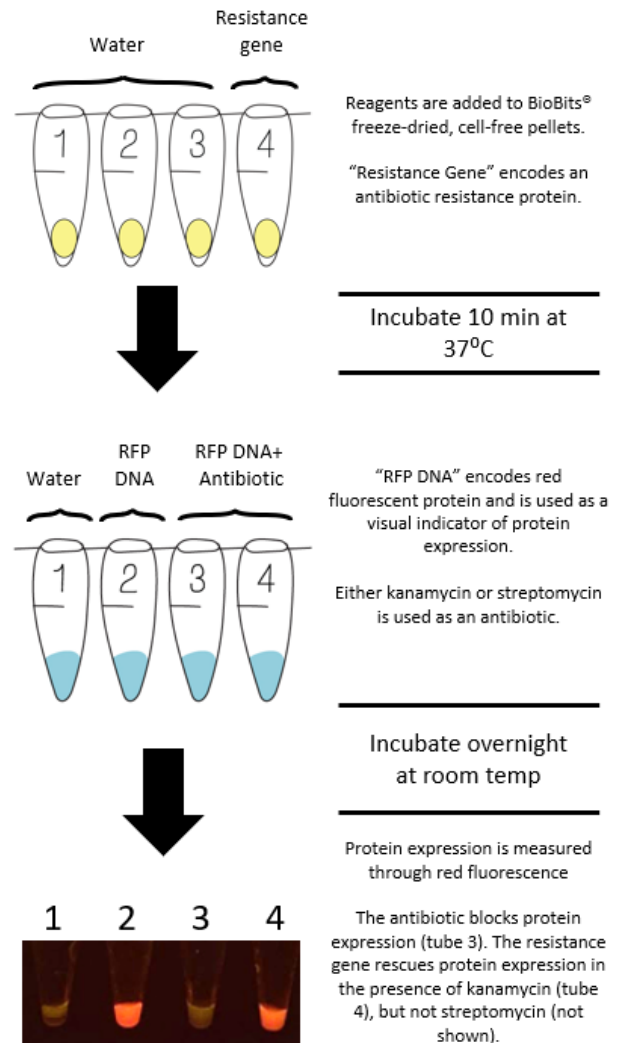 Resistance
gene
Water
1 2 3 4
Reagents are added to BioBits®
freeze-dried, cell-free pellets.
"Resistance Gene" encodes an
antibiotic resistance protein.
Incubate 10 min at
37⁰C
Water
RFP
DNA
RFP DNA+
Antibiotic
1 2 3 4
"RFP DNA" encodes red
fluorescent protein and is used as a
visual indicator of protein
expression.
Either kanamycin or streptomycin
is used as an antibiotic.
Incubate overnight
at room temp
Protein expression is measured
through red fluorescence
1 2 3 4
The antibiotic blocks protein
expression (tube 3). The resistance
gene rescues protein expression in
the presence of kanamycin (tube
4), but not streptomycin (not
shown).